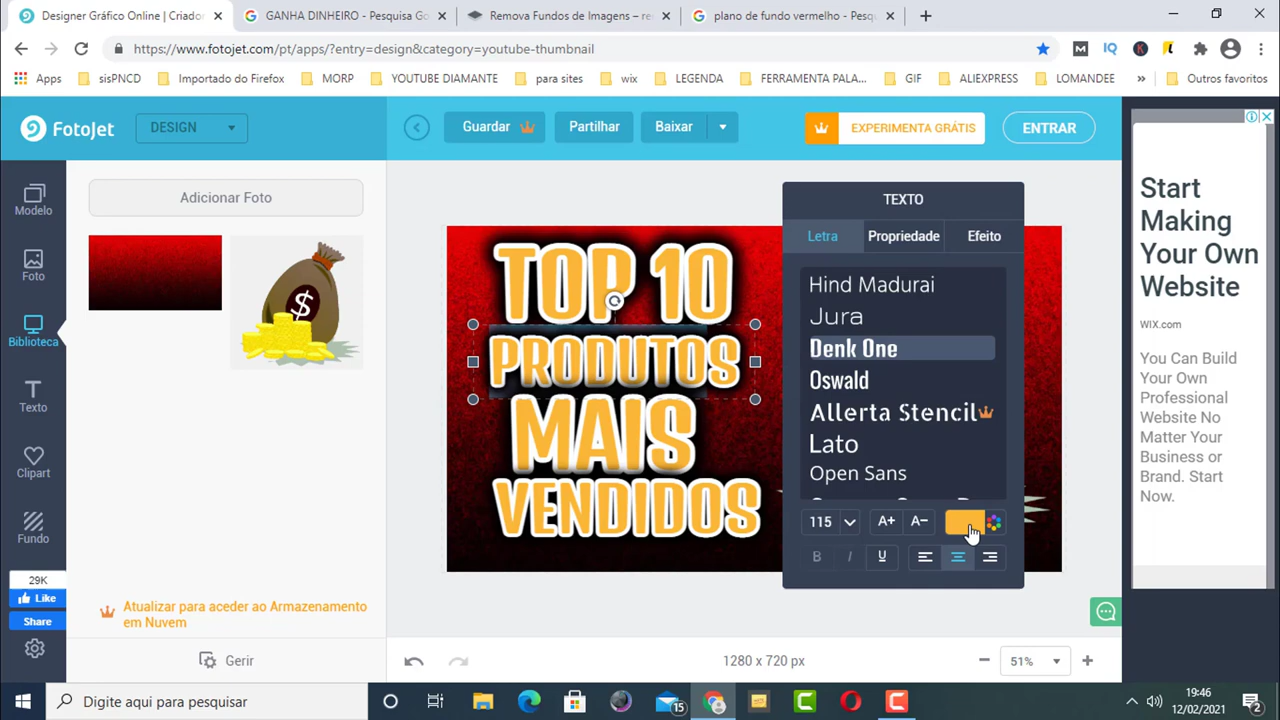 Designer Gráfico Online | Criador
GANHA DINHEIRO - Pesquisa Go
Remova Fundos de Imagens – re
plano de fundo vermelho - Pesqu
https://www.fotojet.com/pt/apps/?entry=design&category=youtube-thumbnail
Apps
sisPNCD
Importado do Firefox
MORP
YOUTUBE DIAMANTE
para sites
wix
LEGENDA
FERRAMENTA PALA...
GIF
ALIEXPRESS
LOMANDEE
»
Outros favoritos
FotoJet
DESIGN
Guardar
Partilhar
Baixar
EXPERIMENTA GRÁTIS
ENTRAR
Modelo
Foto
Biblioteca
Texto
Clipart
Fundo
29K
Like
Share
Adicionar Foto
$
Atualizar para aceder ao Armazenamento
em Nuvem
Gerir
TOP 10
PRODUTOS
MAIS
VENDIDOS
TEXTO
Letra
Propriedade
Efeito
Hind Madurai
Jura
Denk One
Oswald
Allerta Stencil
Lato
Open Sans
115
A+
A−
B
I
U
1280 x 720 px
51%
Start
Making
Your Own
Website
WIX.com
You Can Build
Your Own
Professional
Website No
Matter Your
Business or
Brand. Start
Now.
Digite aqui para pesquisar
15
19:46
12/02/2021
2